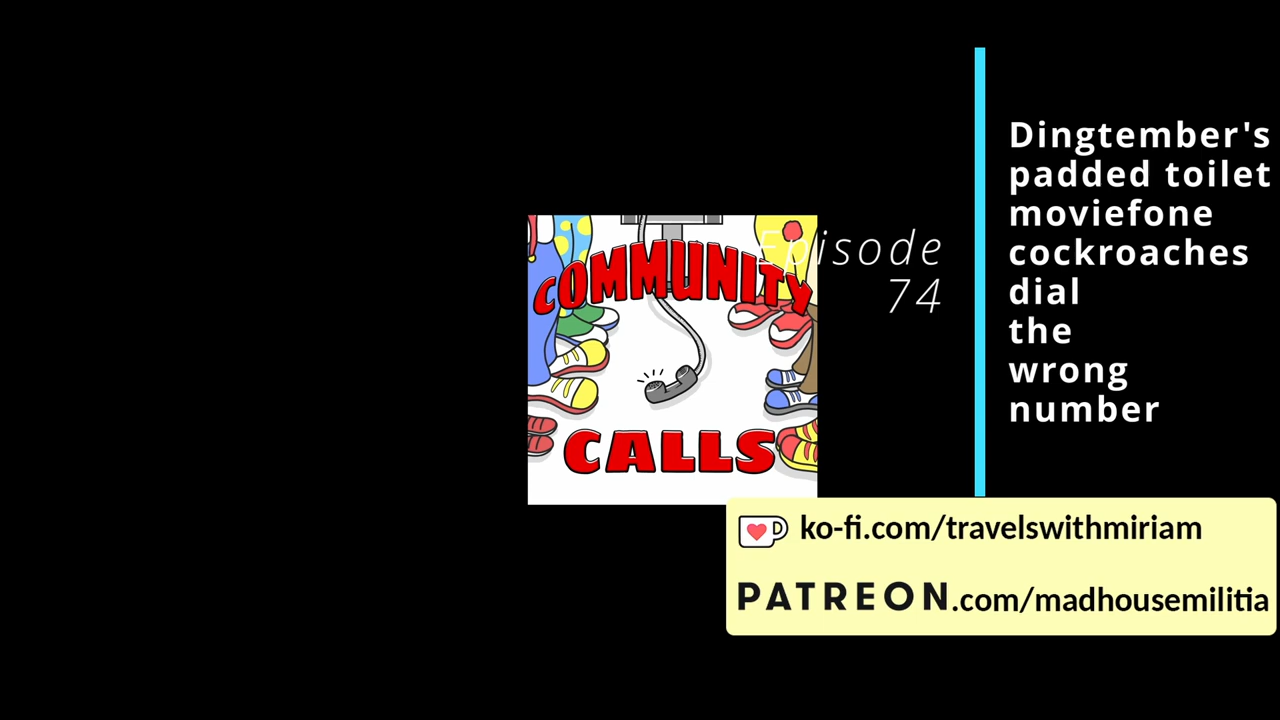 COMMUNITY
CALLS
Episode
74
Dingtember's
padded toilet
moviefone
cockroaches
dial
the
wrong
number
ko-fi.com/travelswithmiriam
PATREON.com/madhousemilitia